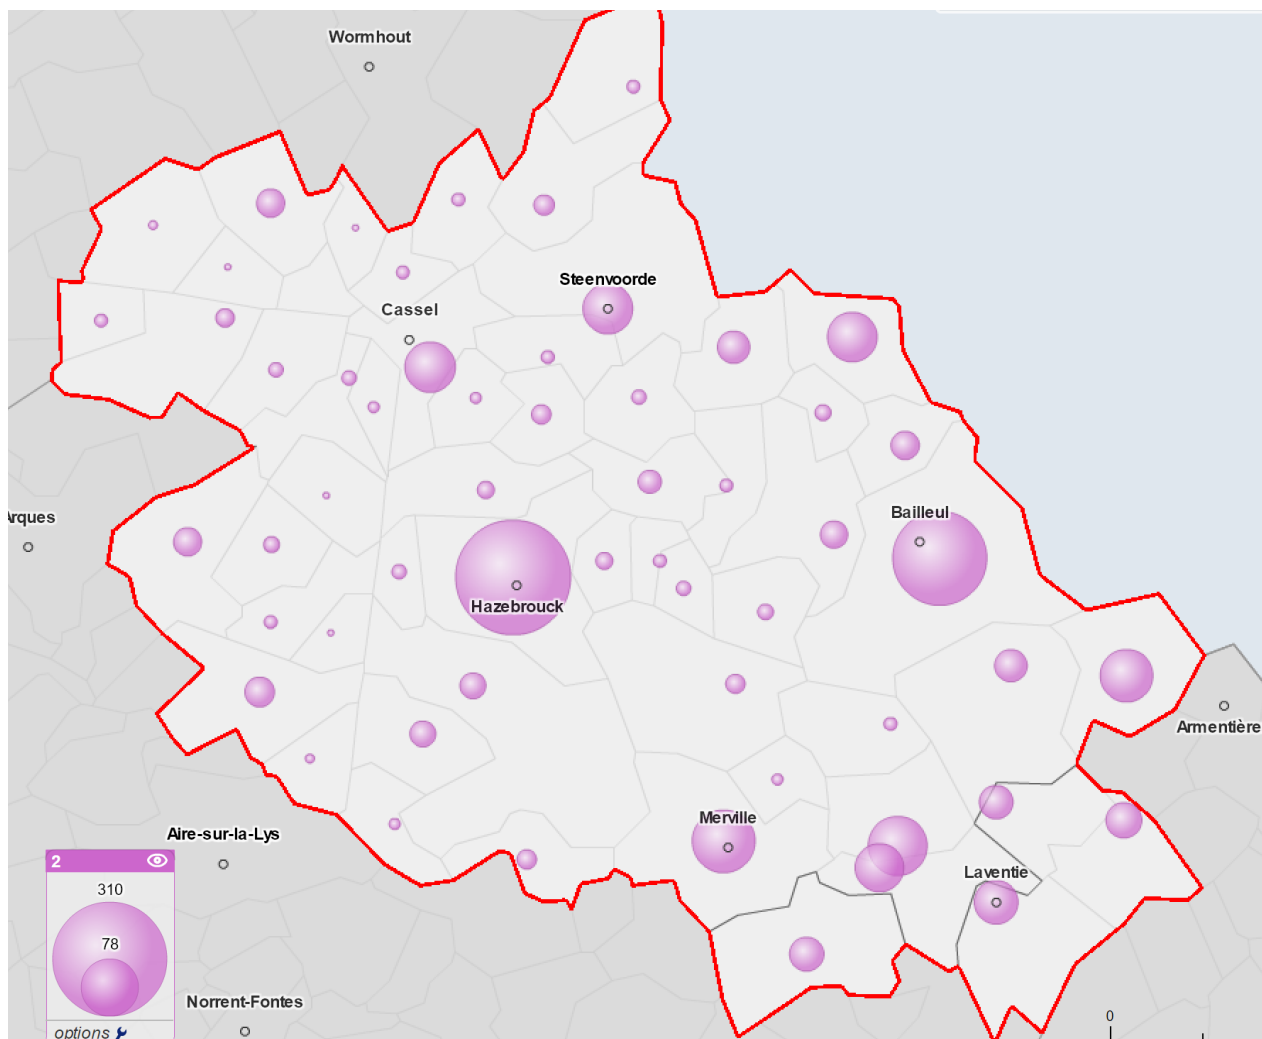 Wormhout
Steenvoorde
Cassel
Bailleul
Arques
Hazebrouck
Armentière
Merville
Aire-sur-la-Lys
2
Laventie
310
78
Norrent-Fontes
0
options